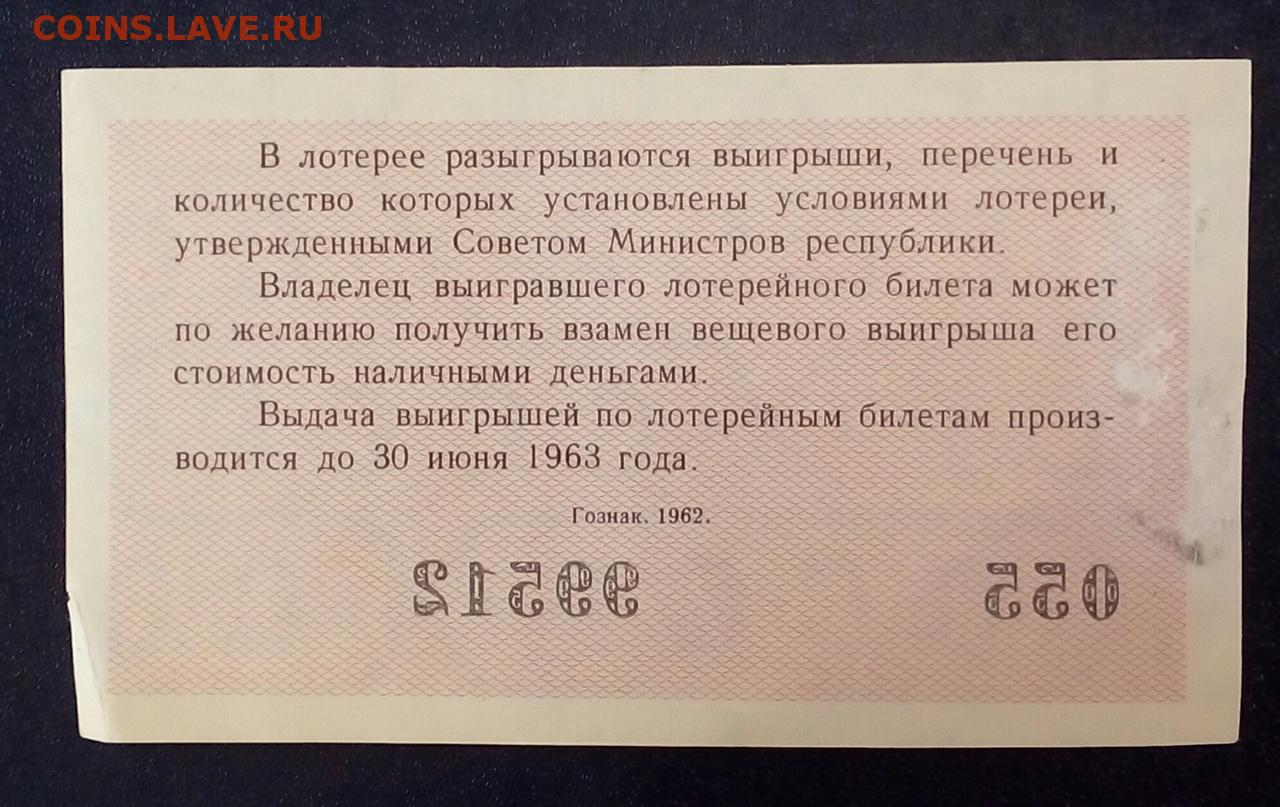 COINS.LAVE.RU
В лотерее разыгрываются выигрыши, перечень и
количество которых установлены условиями лотереи,
утвержденными Советом Министров республики.
Владелец выигравшего лотерейного билета может
по желанию получить взамен вещевого выигрыша его
стоимость наличными деньгами.
Выдача выигрышей по лотерейным билетам произ-
водится до 30 июня 1963 года.
Гознак. 1962.
055 99512